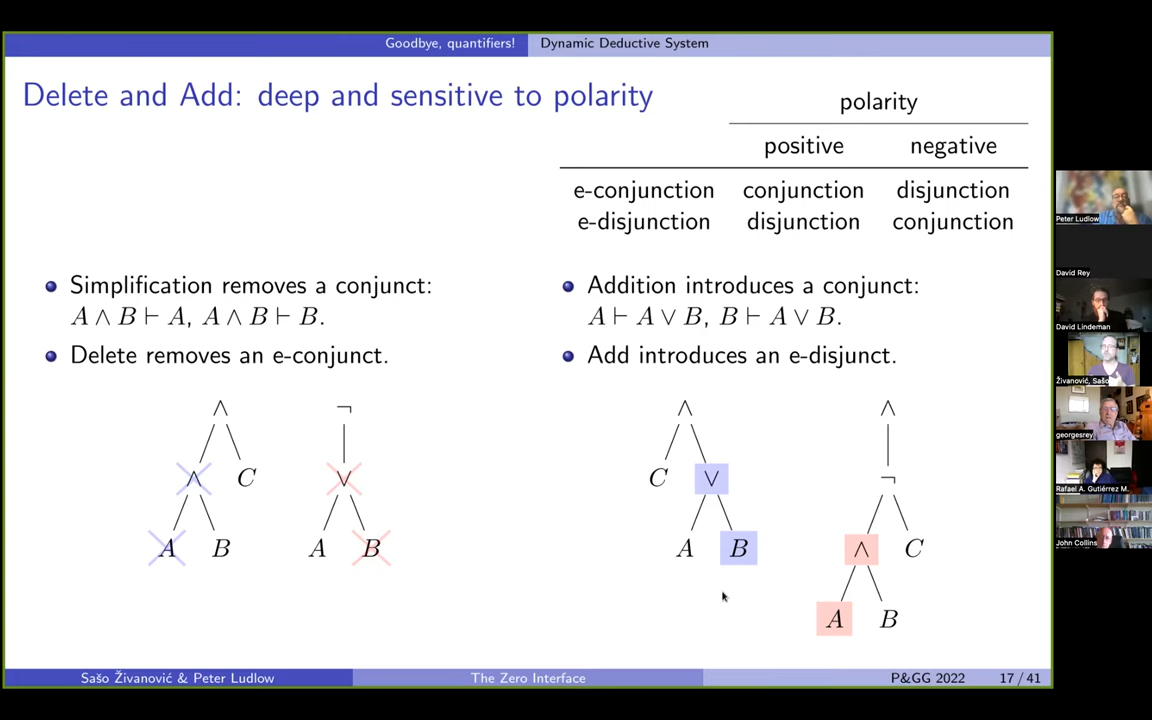 Goodbye, quantifiers! Dynamic Deductive System
Delete and Add: deep and sensitive to polarity
polarity
positive negative
e-conjunction conjunction disjunction
e-disjunction disjunction conjunction
Simplification removes a conjunct:
A ∧ B ⊢ A, A ∧ B ⊢ B.
Delete removes an e-conjunct.
Addition introduces a conjunct:
A ⊢ A ∨ B, B ⊢ A ∨ B.
Add introduces an e-disjunct.
∧ ¬
∧ C ∨
A B A B
∧ ∧
C ∨ ¬
A B ∧ C
A B
Sašo Živanović & Peter Ludlow The Zero Interface P&GG 2022 17 / 41
Peter Ludlow
David Rey
David Lindeman
Živanović, Sašo
georgesrey
Rafael A. Gutiérrez M.
John Collins